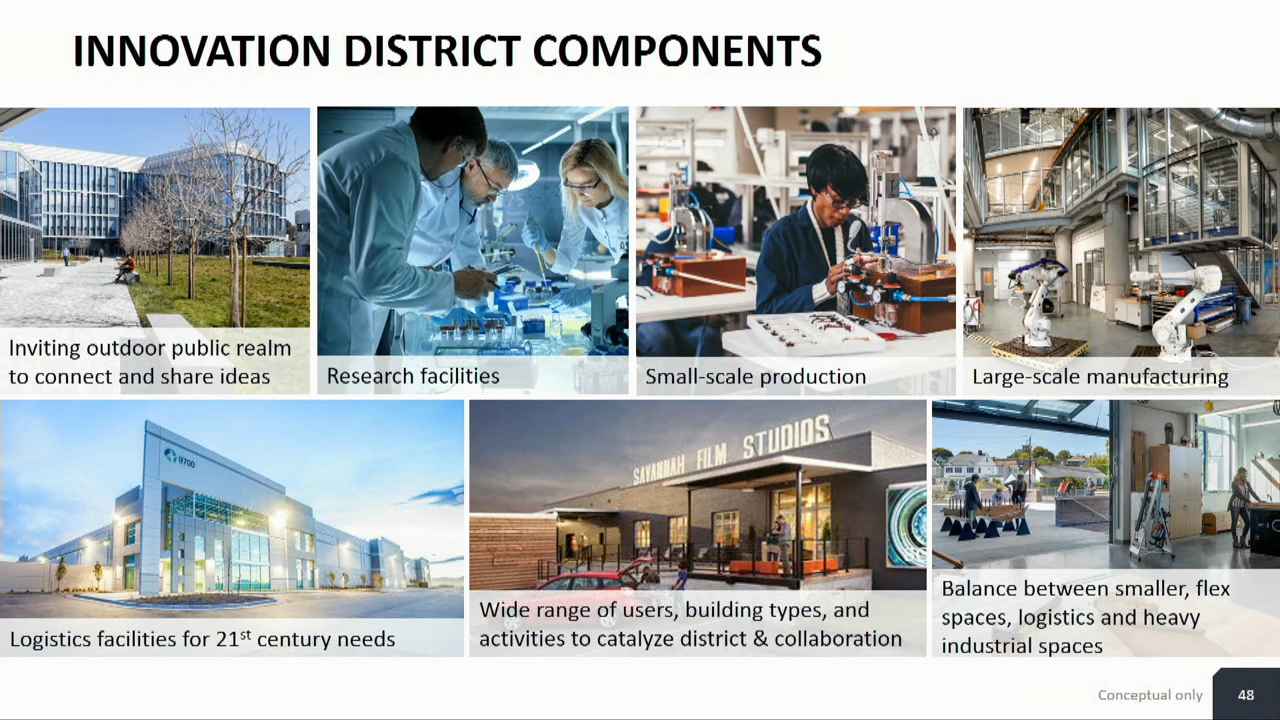 INNOVATION DISTRICT COMPONENTS
Inviting outdoor public realm
to connect and share ideas
Research facilities
Small-scale production
Large-scale manufacturing
9700
Logistics facilities for 21st century needs
SAVANNAH FILM STUDIOS
Wide range of users, building types, and
activities to catalyze district & collaboration
Balance between smaller, flex
spaces, logistics and heavy
industrial spaces
Conceptual only
48